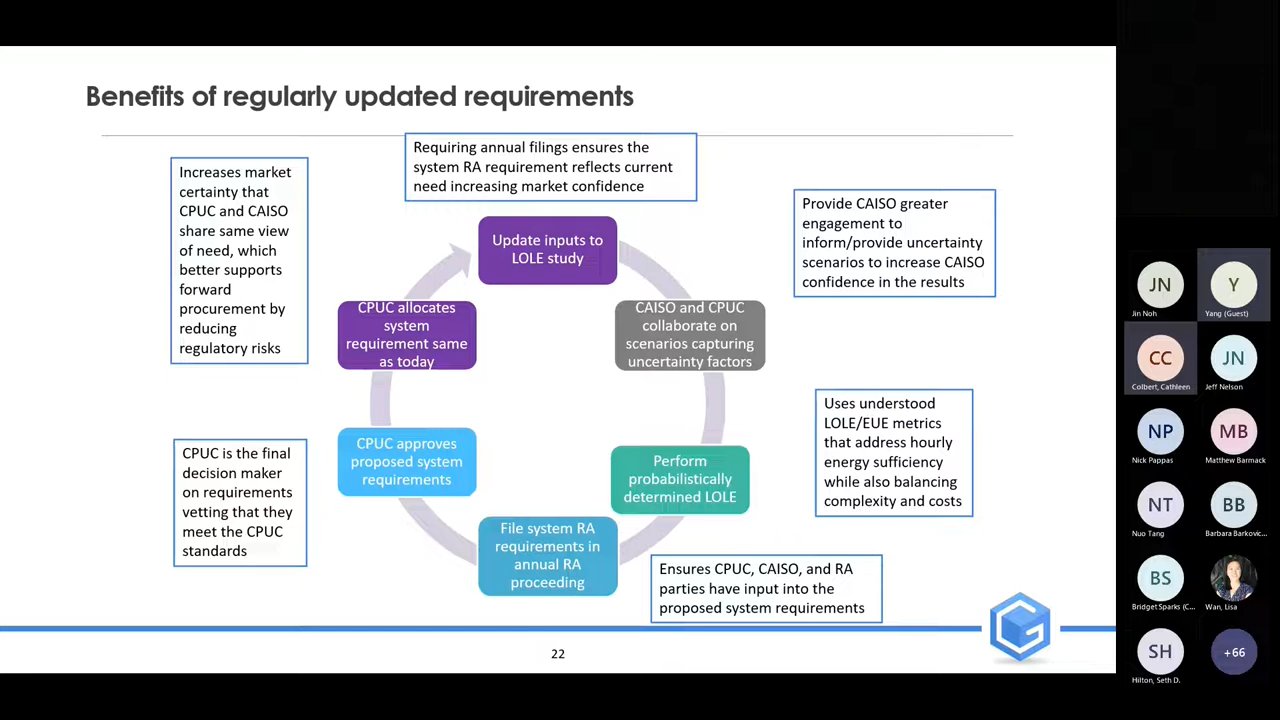 Benefits of regularly updated requirements
Requiring annual filings ensures the
system RA requirement reflects current
need increasing market confidence
Increases market
certainty that
CPUC and CAISO
share same view
of need, which
better supports
forward
procurement by
reducing
regulatory risks
Provide CAISO greater
engagement to
inform/provide uncertainty
scenarios to increase CAISO
confidence in the results
Update inputs to
LOLE study
CPUC allocates
system
requirement same
as today
CAISO and CPUC
collaborate on
scenarios capturing
uncertainty factors
Uses understood
LOLE/EUE metrics
that address hourly
energy sufficiency
while also balancing
complexity and costs
CPUC approves
proposed system
requirements
Perform
probabilistically
determined LOLE
CPUC is the final
decision maker
on requirements
vetting that they
meet the CPUC
standards
File system RA
requirements in
annual RA
proceeding
Ensures CPUC, CAISO, and RA
parties have input into the
proposed system requirements
22
JN
Jin Noh
Y
Yang (Guest)
CC
Colbert, Cathleen
JN
Jeff Nelson
NP
Nick Pappas
MB
Matthew Barmack
NT
Nuo Tang
BB
Barbara Barkovic...
BS
Bridget Sparks (C...
Wan, Lisa
SH
Hilton, Seth D.
+66